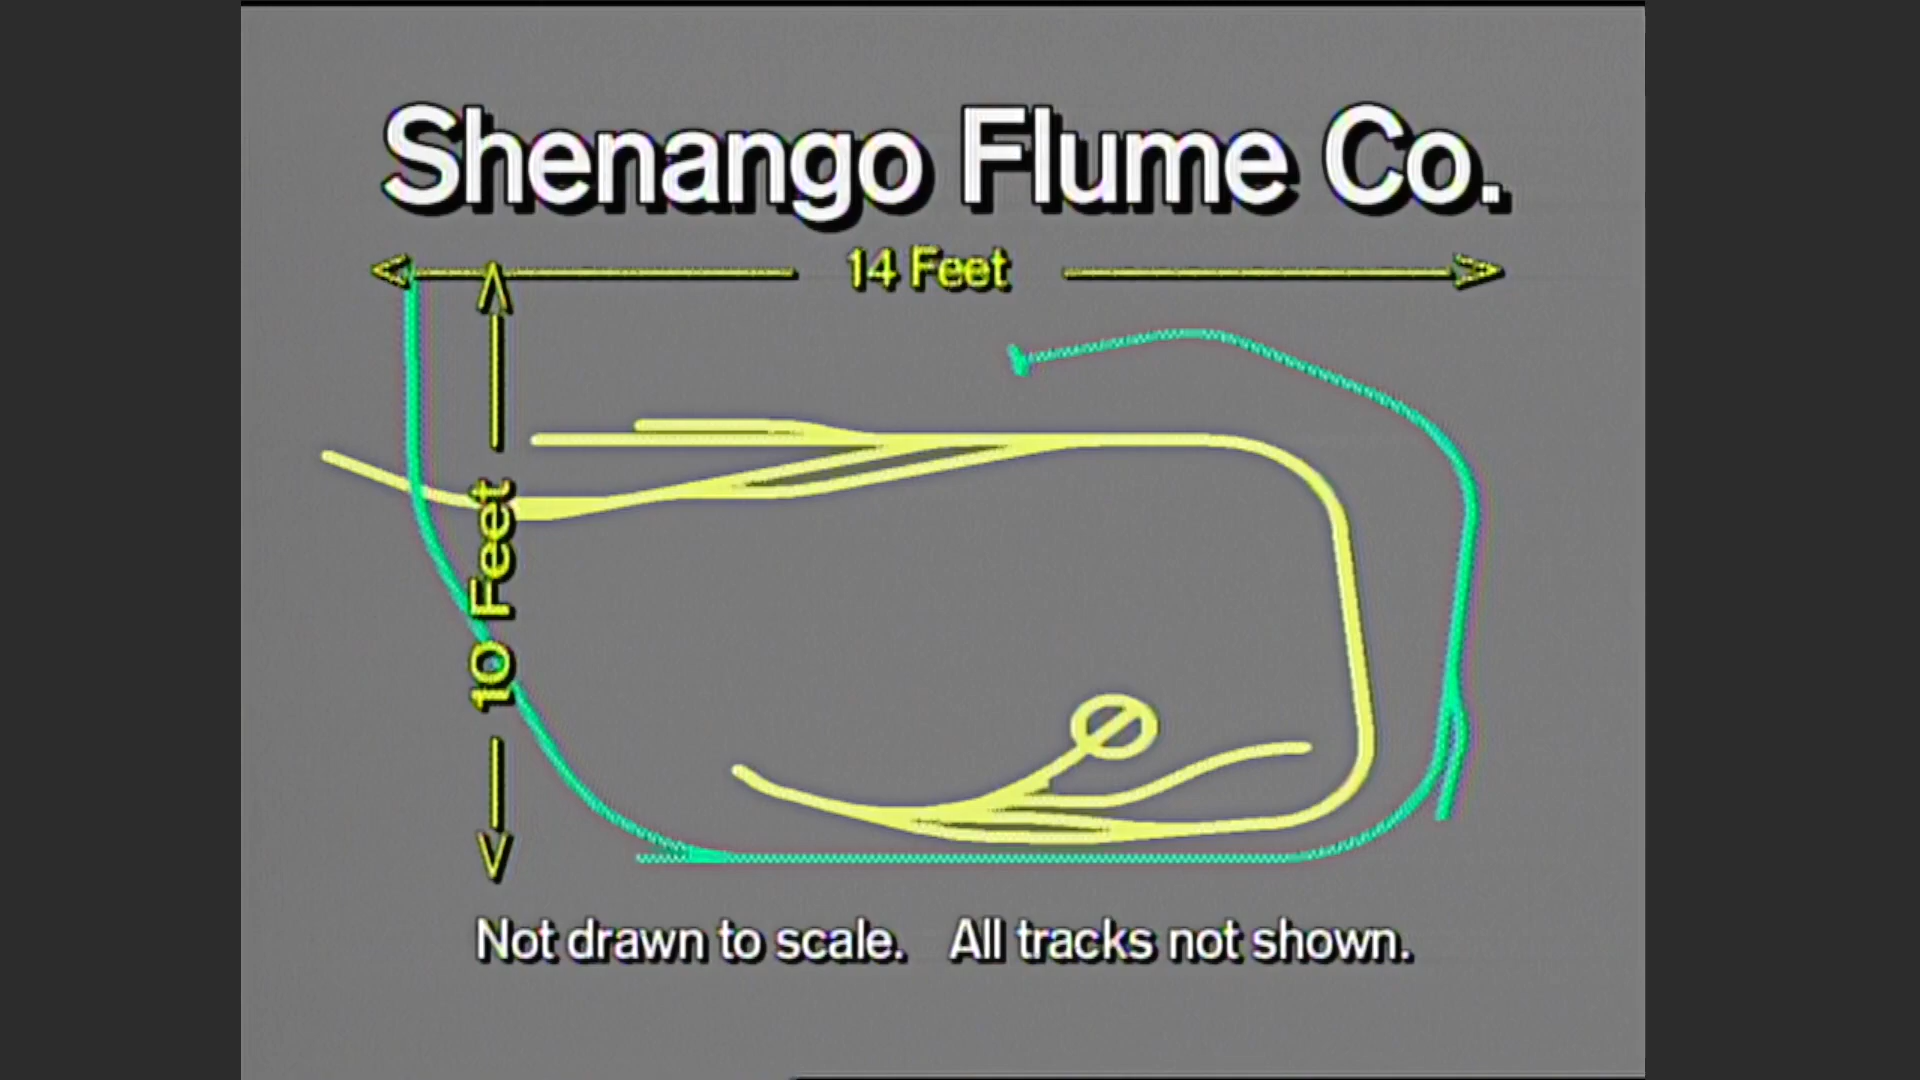 Shenango Flume Co.
14 Feet
10 Feet
Not drawn to scale. All tracks not shown.